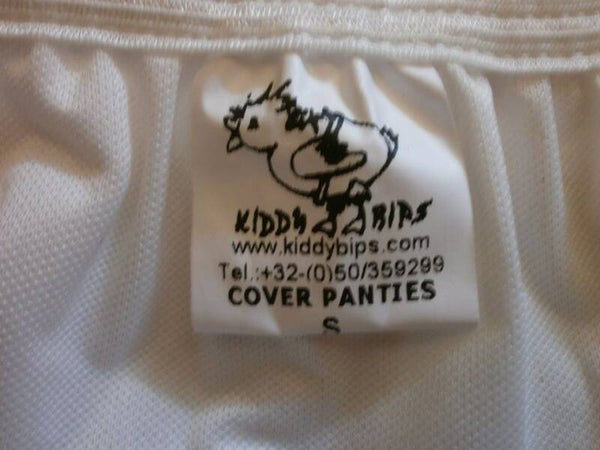 KIDDY BIPS
www.kiddybips.com
Tel.:+32-(0)50/359299
COVER PANTIES
S